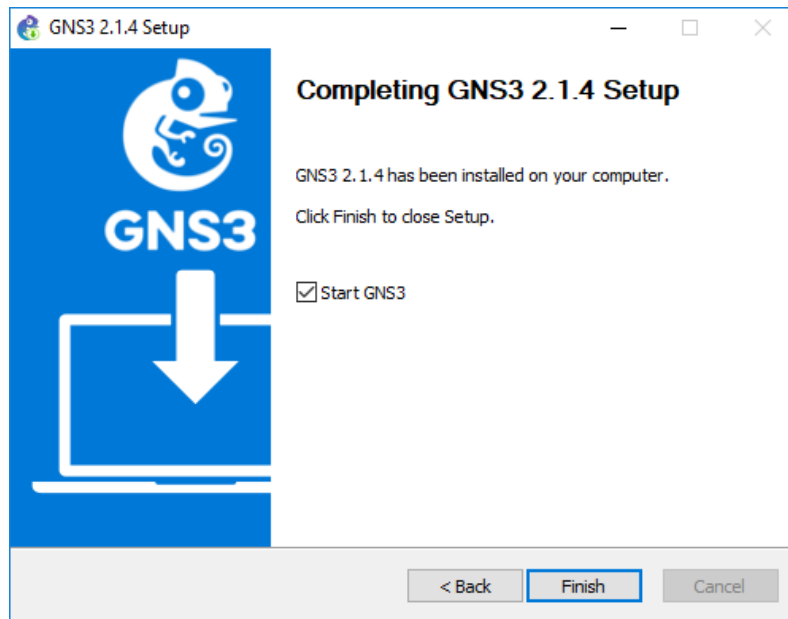 GNS3 2.1.4 Setup
Completing GNS3 2.1.4 Setup
GNS3 2.1.4 has been installed on your computer.
Click Finish to close Setup.
GNS3
Start GNS3
< Back
Finish
Cancel